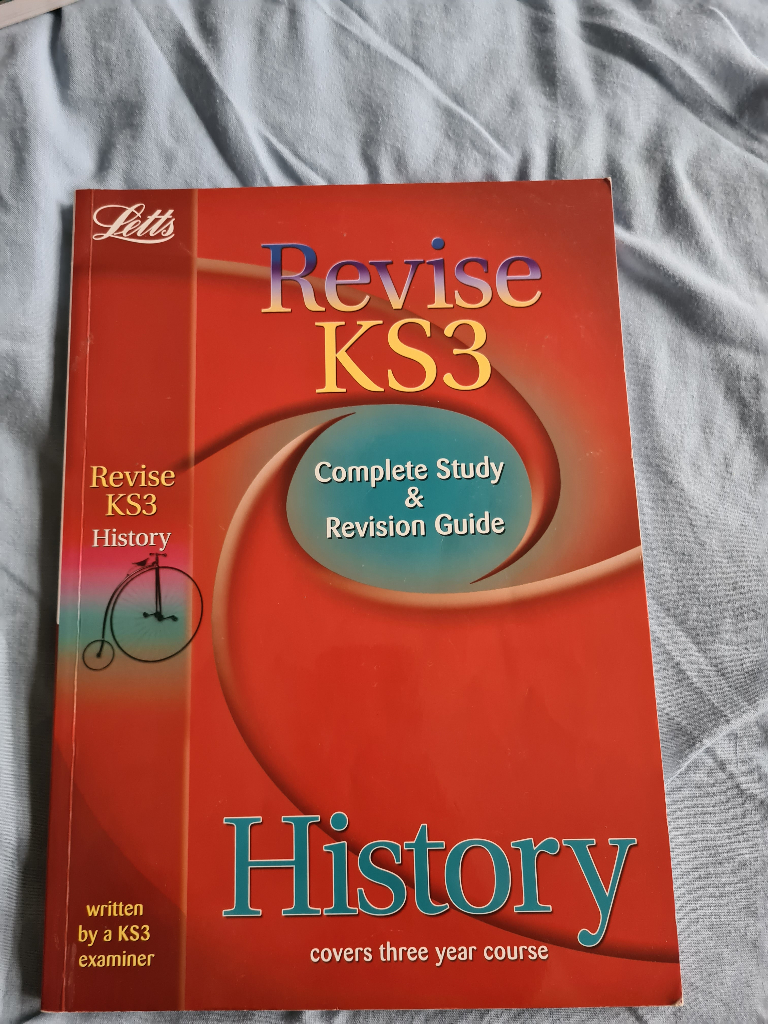 Letts
Revise
KS3
Complete Study
&
Revision Guide
Revise
KS3
History
History
covers three year course
written
by a KS3
examiner